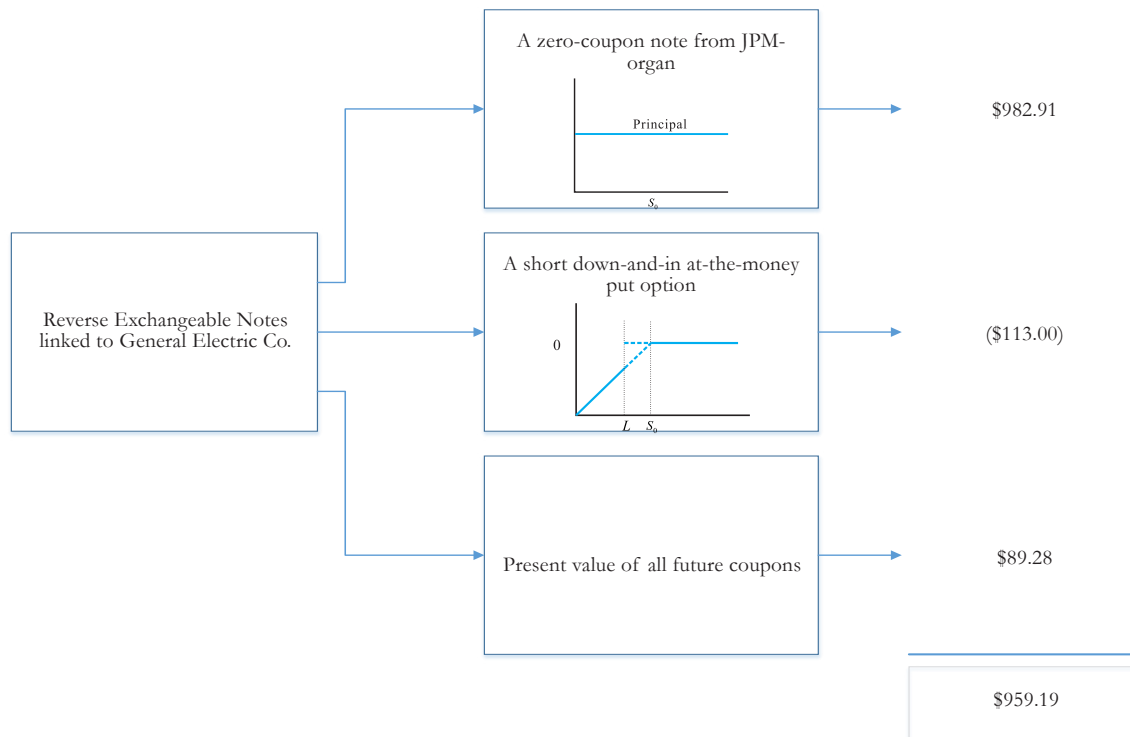 A zero-coupon note from JPM-
organ
Principal
S₀
$982.91
Reverse Exchangeable Notes
linked to General Electric Co.
A short down-and-in at-the-money
put option
0
L S₀
($113.00)
Present value of all future coupons
$89.28
$959.19